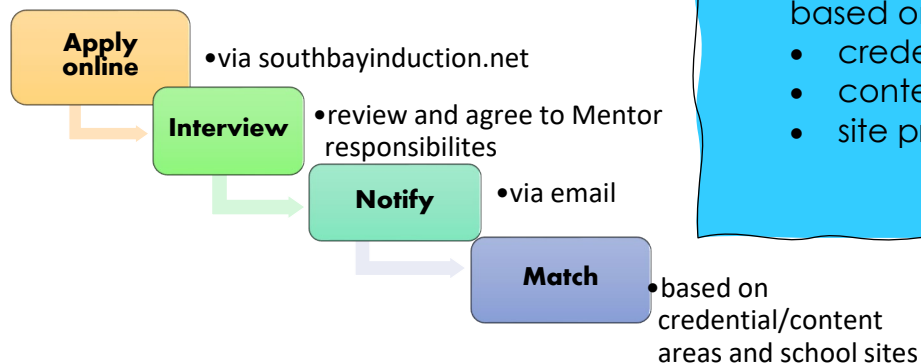 Apply
online
•via southbayinduction.net
Interview
•review and agree to Mentor
responsibilites
Notify
•via email
Match
•based on
credential/content
areas and school sites
based o
• crede
• conte
• site p